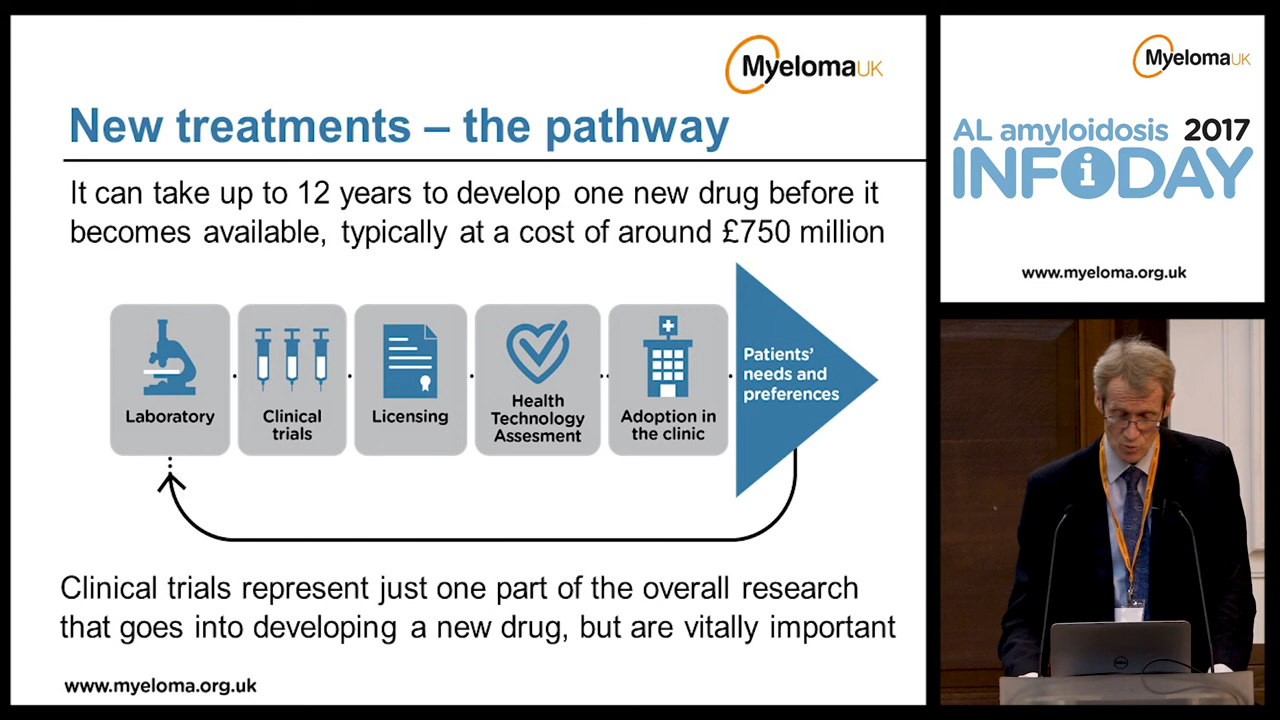 MyelomaUK
New treatments – the pathway
It can take up to 12 years to develop one new drug before it
becomes available, typically at a cost of around £750 million
Laboratory
Clinical
trials
Licensing
Health
Technology
Assesment
Adoption in
the clinic
Patients'
needs and
preferences
Clinical trials represent just one part of the overall research
that goes into developing a new drug, but are vitally important
www.myeloma.org.uk
MyelomaUK
AL amyloidosis 2017
INFODAY
www.myeloma.org.uk
DELL